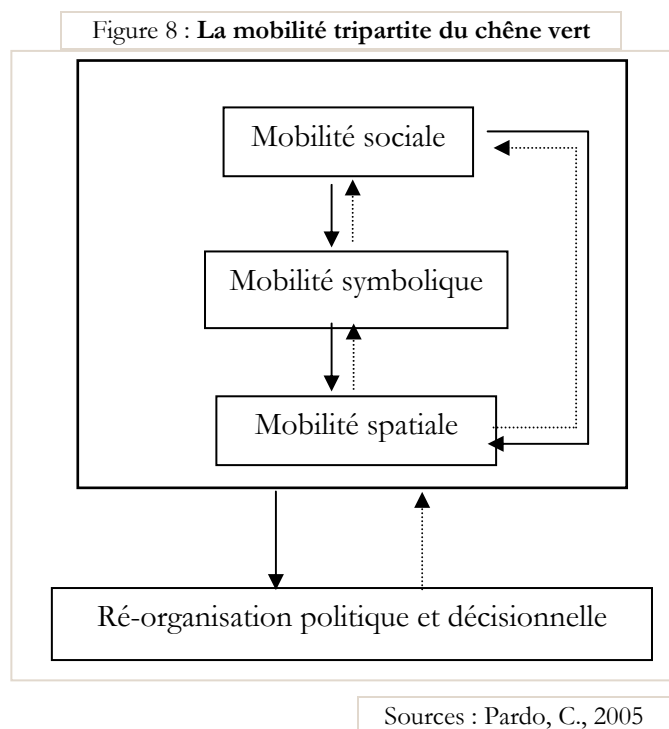 Figure 8 : La mobilité tripartite du chêne vert
Mobilité sociale
Mobilité symbolique
Mobilité spatiale
Ré-organisation politique et décisionnelle
Sources : Pardo, C., 2005